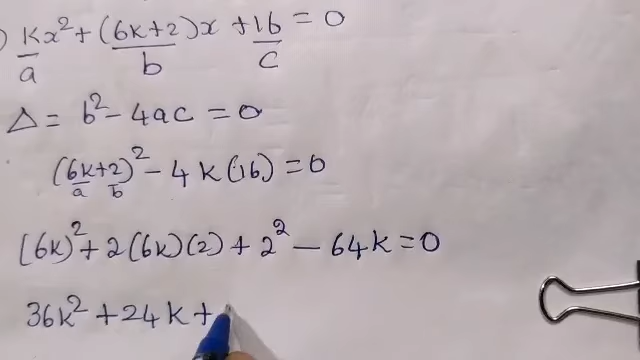 ) kx² + (6k+2)x + 16 = 0
a b c
Δ = b² - 4ac = 0
(6k+2)² - 4k(16) = 0
a b
(6k)² + 2(6k)(2) + 2² - 64k = 0
36k² + 24k +